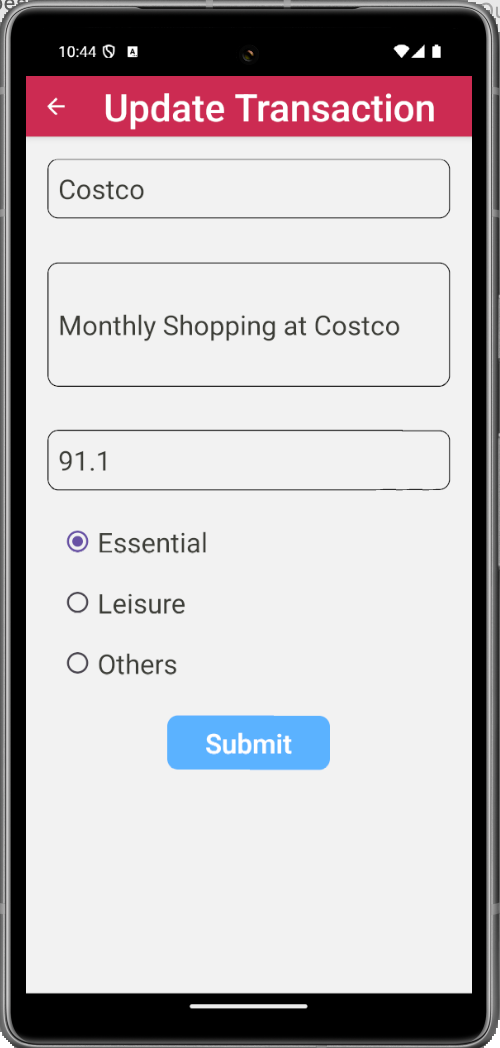 10:44
Update Transaction
Costco
Monthly Shopping at Costco
91.1
Essential
Leisure
Others
Submit